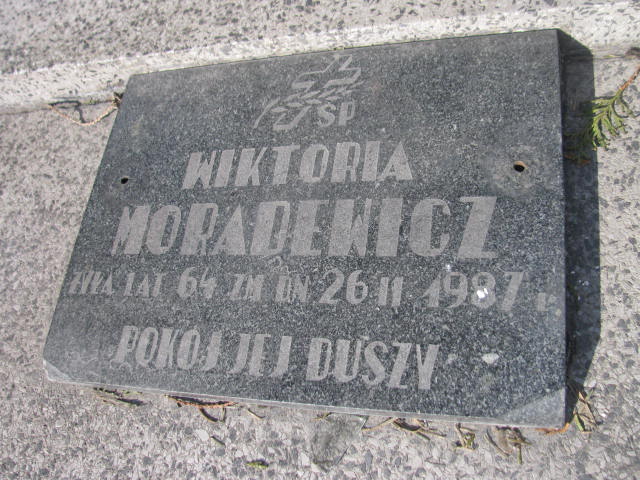 ŚP
WIKTORIA
MORADEWICZ
ŻYŁA LAT 64 ZM DN 26 II 1987 r.
POKÓJ JEJ DUSZY